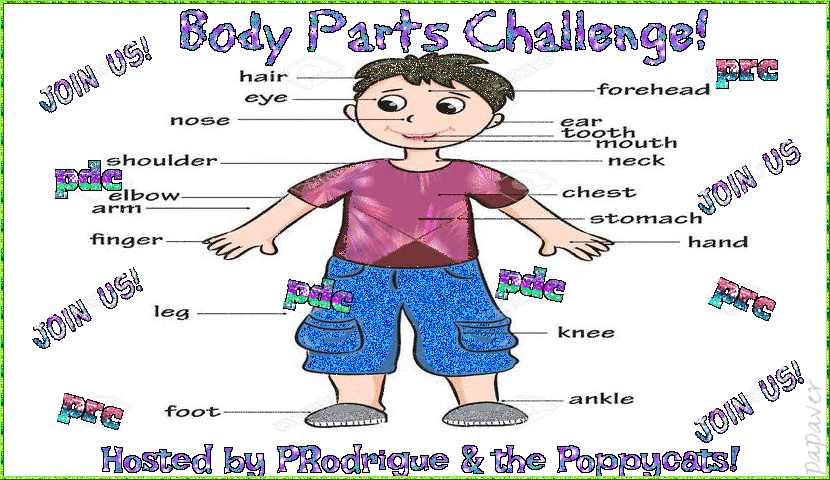 Body Parts Challenge!
JOIN US!
prc
hair
forehead
eye
nose
ear
tooth
mouth
shoulder
neck
pdc
JOIN US
elbow
chest
arm
stomach
finger
hand
JOIN US!
pdc
pdc
prc
leg
knee
prc
foot
ankle
JOIN US!
Hosted by PRodrigue & the Poppycats!
papaver